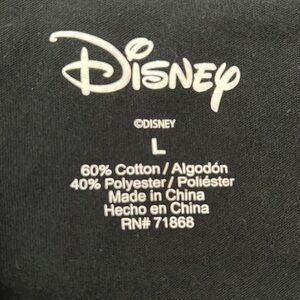 Disney
©DISNEY
L
60% Cotton / Algodón
40% Polyester / Poliéster
Made in China
Hecho en China
RN# 71868